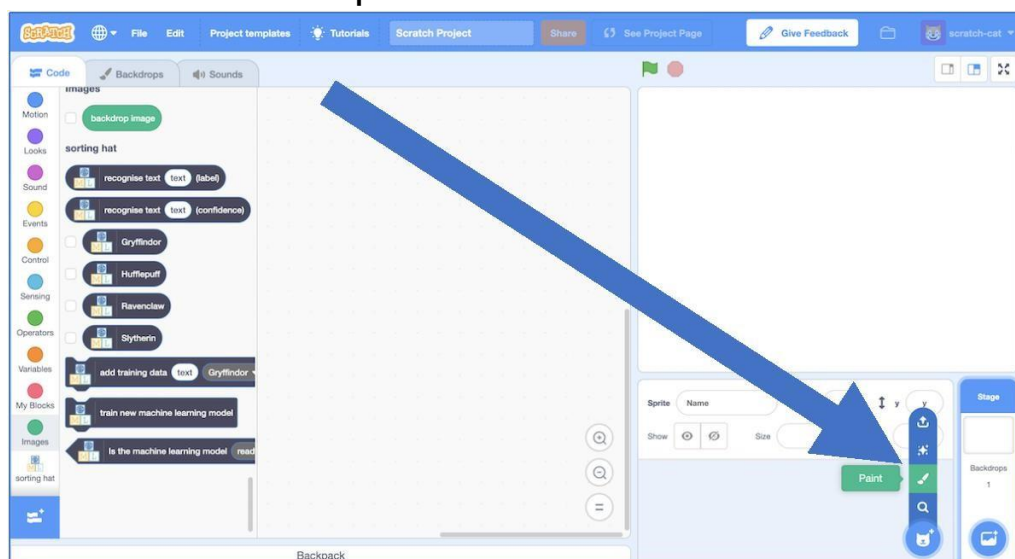 SCRATCH File Edit Project templates Tutorials Scratch Project Share See Project Page Give Feedback scratch-cat
Code Backdrops Sounds
Motion
Looks
Sound
Events
Control
Sensing
Operators
Variables
My Blocks
Images
sorting hat
Images
backdrop image
sorting hat
recognise text text (label)
recognise text text (confidence)
Gryffindor
Hufflepuff
Ravenclaw
Slytherin
add training data text Gryffindor
train new machine learning model
Is the machine learning model
Backpack
Sprite Name y y
Show Size
Paint
Stage
Backdrops
1